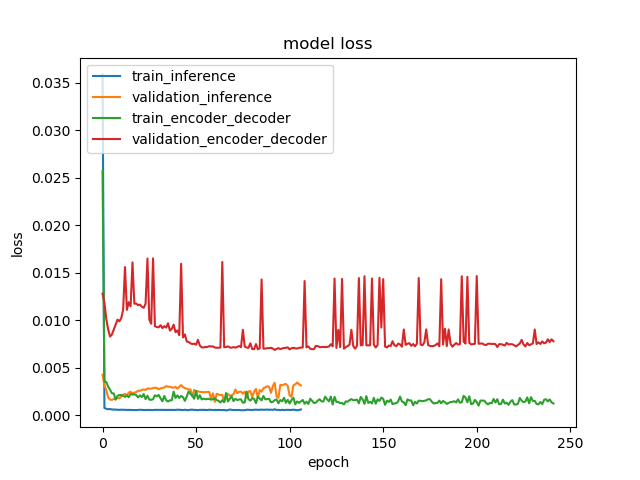 model loss
train_inference
validation_inference
train_encoder_decoder
validation_encoder_decoder
0.035
0.030
0.025
0.020
0.015
0.010
0.005
0.000
loss
0
50
100
150
200
250
epoch